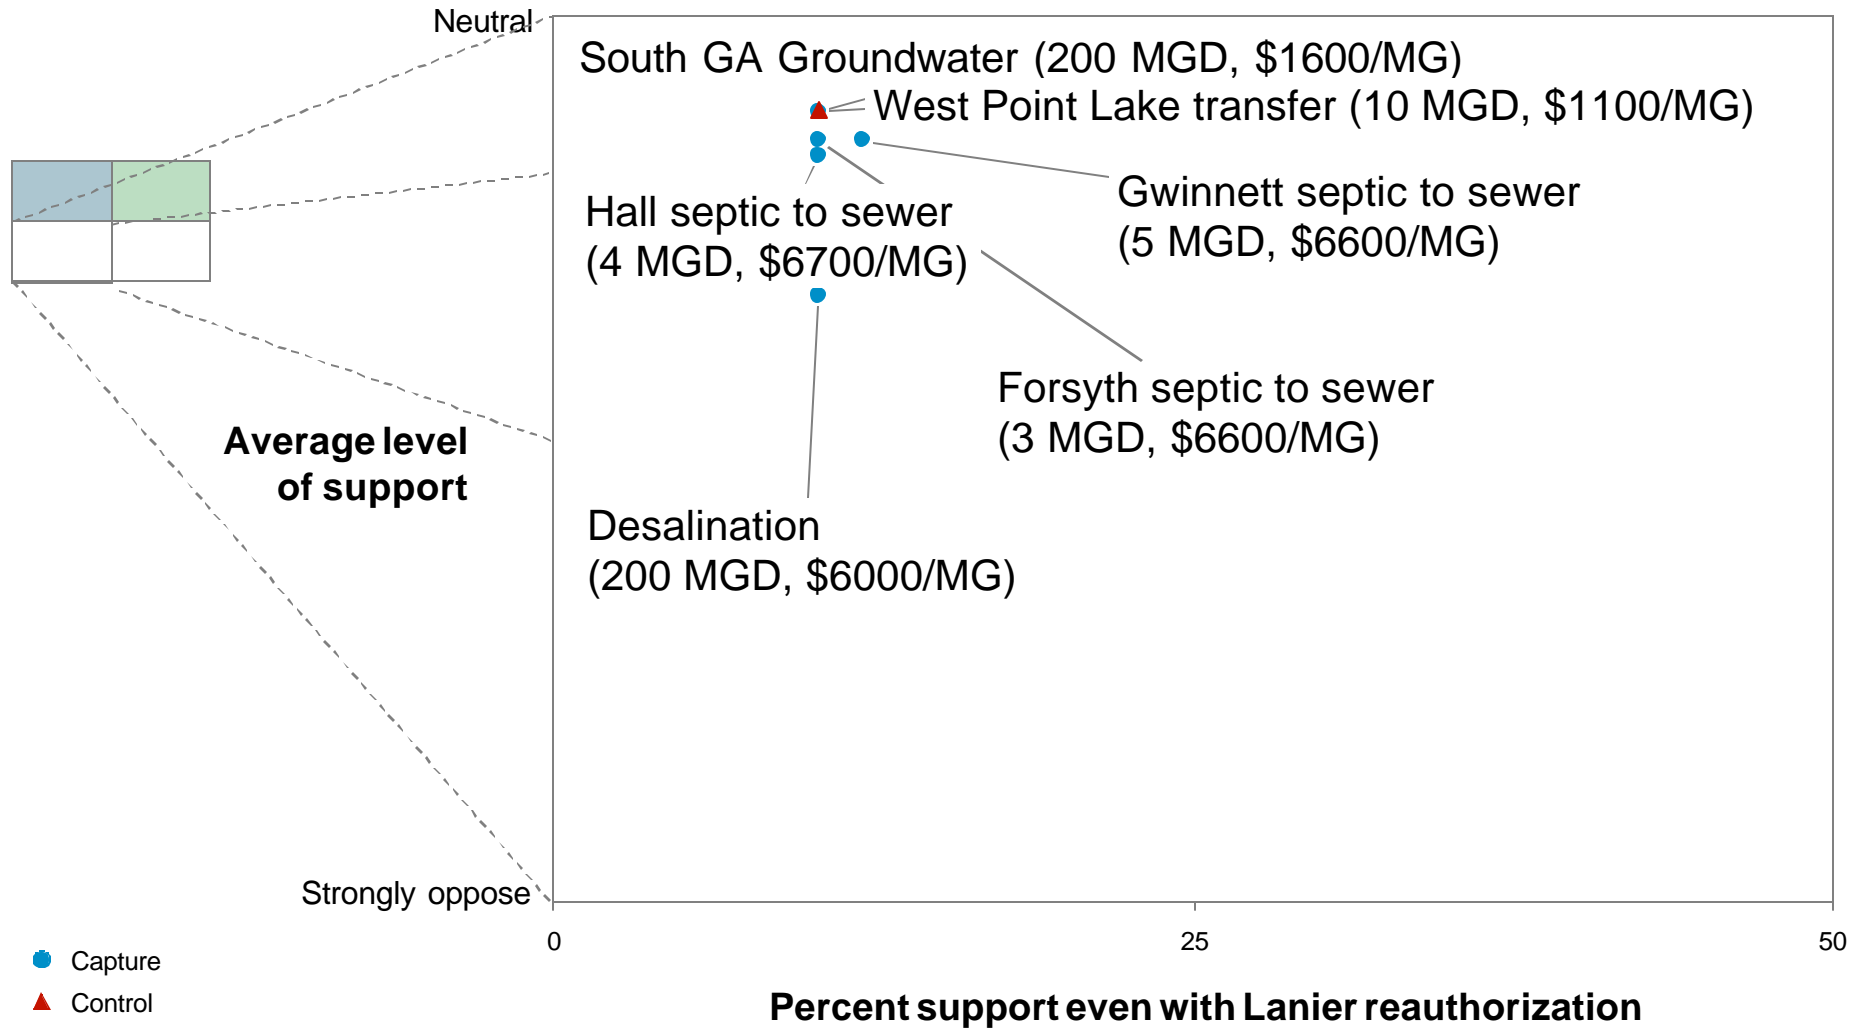 Neutral
South GA Groundwater (200 MGD, $1600/MG)
West Point Lake transfer (10 MGD, $1100/MG)
Gwinnett septic to sewer
(5 MGD, $6600/MG)
Hall septic to sewer
(4 MGD, $6700/MG)
Forsyth septic to sewer
(3 MGD, $6600/MG)
Average level
of support
Desalination
(200 MGD, $6000/MG)
Strongly oppose
0
25
50
Capture
Control
Percent support even with Lanier reauthorization